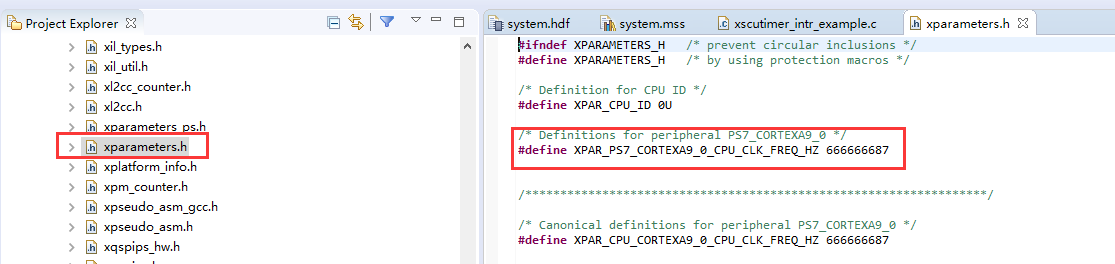 Project Explorer
xil_types.h
xil_util.h
xl2cc_counter.h
xl2cc.h
xparameters_ps.h
xparameters.h
xplatform_info.h
xpm_counter.h
xpseudo_asm_gcc.h
xpseudo_asm.h
xqspips_hw.h
system.hdf
system.mss
xscutimer_intr_example.c
xparameters.h
#ifndef XPARAMETERS_H   /* prevent circular inclusions */
#define XPARAMETERS_H   /* by using protection macros */
/* Definition for CPU ID */
#define XPAR_CPU_ID 0U
/* Definitions for peripheral PS7_CORTEXA9_0 */
#define XPAR_PS7_CORTEXA9_0_CPU_CLK_FREQ_HZ 666666687
/******************************************************************/
/* Canonical definitions for peripheral PS7_CORTEXA9_0 */
#define XPAR_CPU_CORTEXA9_0_CPU_CLK_FREQ_HZ 666666687